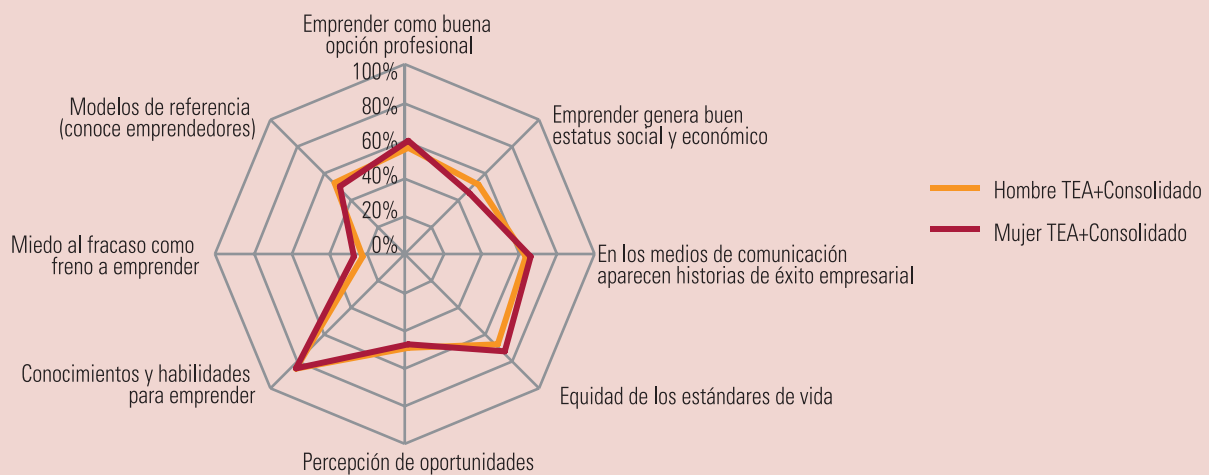 Emprender como buena
opción profesional
100%
80%
60%
40%
20%
0%
Emprender genera buen
estatus social y económico
En los medios de comunicación
aparecen historias de éxito empresarial
Equidad de los estándares de vida
Percepción de oportunidades
Conocimientos y habilidades
para emprender
Miedo al fracaso como
freno a emprender
Modelos de referencia
(conoce emprendedores)
Hombre TEA+Consolidado
Mujer TEA+Consolidado